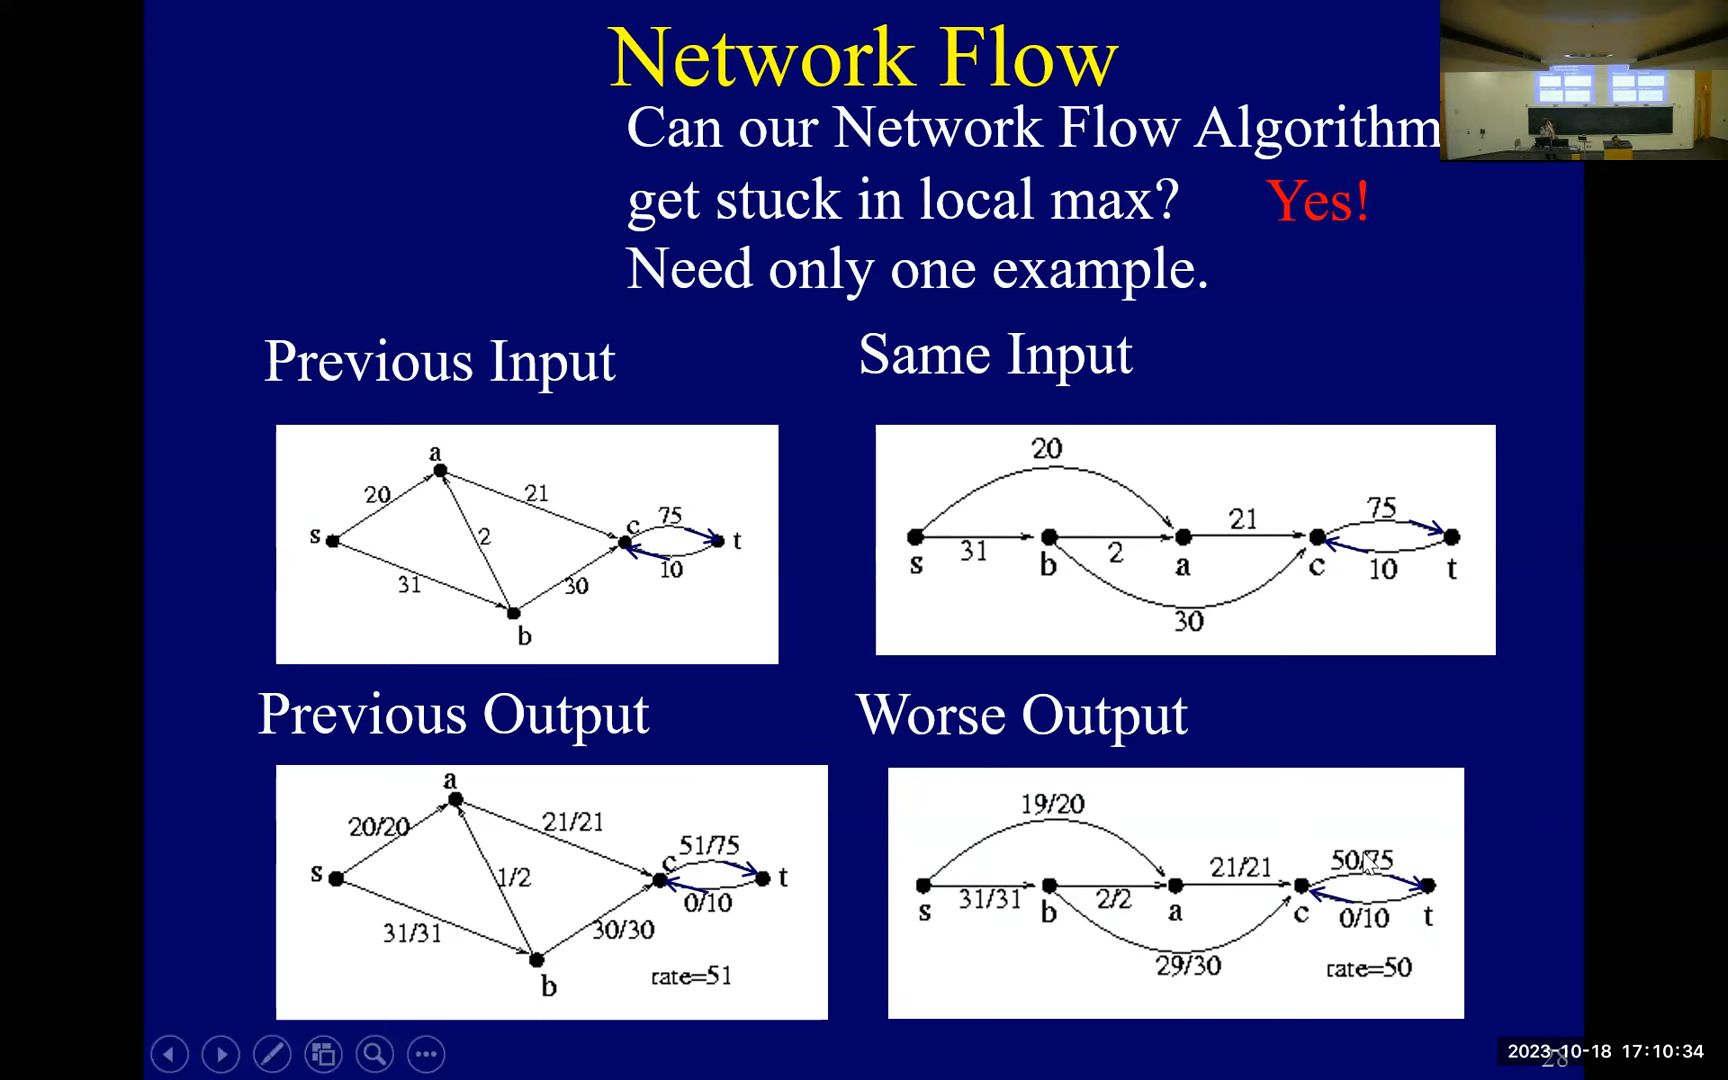 Network Flow
Can our Network Flow Algorithm
get stuck in local max? Yes!
Need only one example.
Previous Input
Same Input
a
20
21
s
2
c
75
t
10
31
30
b
20
75
21
31
2
10
s
b
a
c
t
30
Previous Output
Worse Output
a
20/20
21/21
s
1/2
c
51/75
t
0/10
31/31
30/30
b
rate=51
19/20
50/75
21/21
31/31
2/2
0/10
s
b
a
c
t
29/30
rate=50
2023-10-18 17:10:34
28